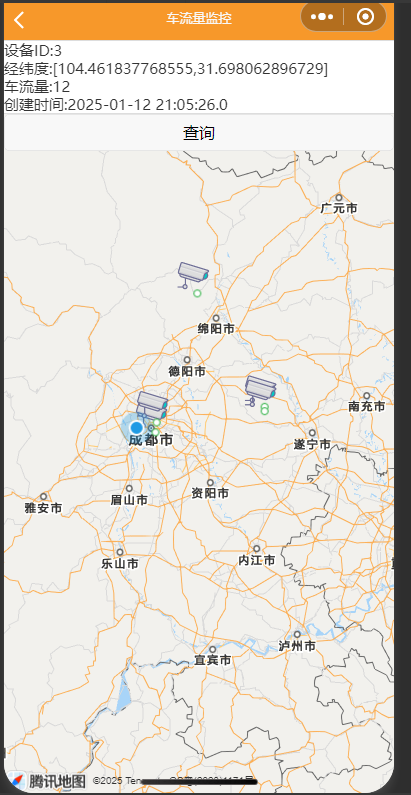 车流量监控
设备ID:3
经纬度:[104.461837768555,31.698062896729]
车流量:12
创建时间:2025-01-12 21:05:26.0
查询
广元市
绵阳市
德阳市
南充市
成都市
遂宁市
资阳市
眉山市
雅安市
内江市
乐山市
泸州市
宜宾市
腾讯地图
©2025